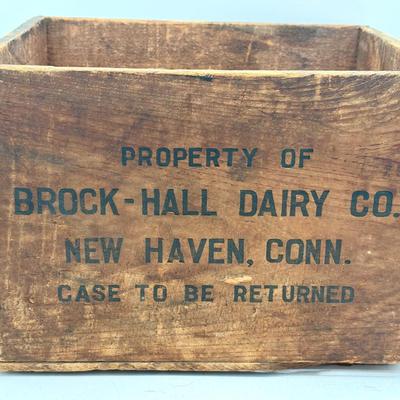 PROPERTY OF
BROCK-HALL DAIRY CO.
NEW HAVEN, CONN.
CASE TO BE RETURNED